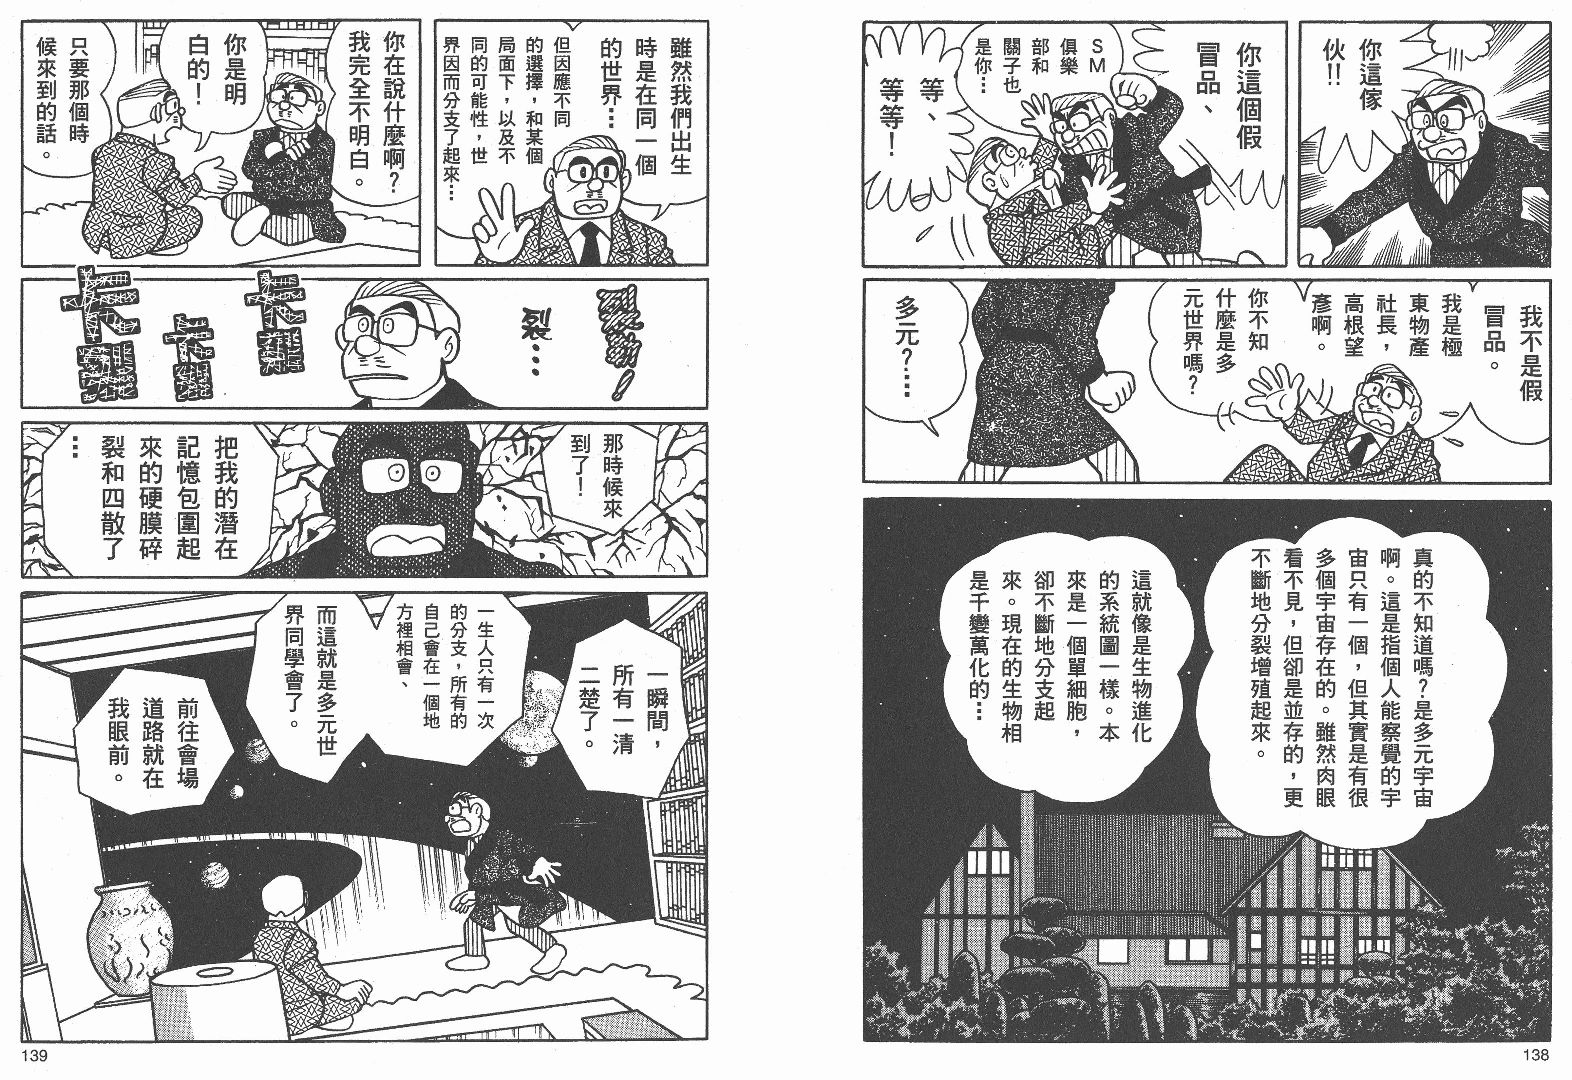 你這傢
伙!!
你這個假
冒品、
SM
俱樂
部和
關子也
是你…
等、
等等！
我不是假
冒品。
我是極
東物產
社長，
高根望
彥啊。
你不知
什麼是多
元世界嗎？
多元？…
真的不知道嗎？是多元宇宙
啊。這是指個人能察覺的宇
宙只有一個，但其實是有很
多個宇宙存在的。雖然肉眼
看不見，但卻是並存的，更
不斷地分裂增殖起來。
這就像是生物進化
的系統圖一樣。本
來是一個單細胞，
卻不斷地分支起
來。現在的生物相
是千變萬化的…
138
雖然我們出生
時是在同一個
的世界…
但因應不同
的選擇，和某個
局面下，以及不
同的可能性，世
界因而分支了起來…
你在說什麼啊？
我完全不明白。
你是明
白的！
只要那個時
候來到的話。
裂…
那時候來
到了！
把我的潛在
記憶包圍起
來的硬膜碎
裂和四散了
…
一瞬間，
所有一清
二楚了。
一生人只有一次
的分支，所有的
自己會在一個地
方裡相會、
而這就是多元世
界同學會了。
前往會場
道路就在
我眼前。
139